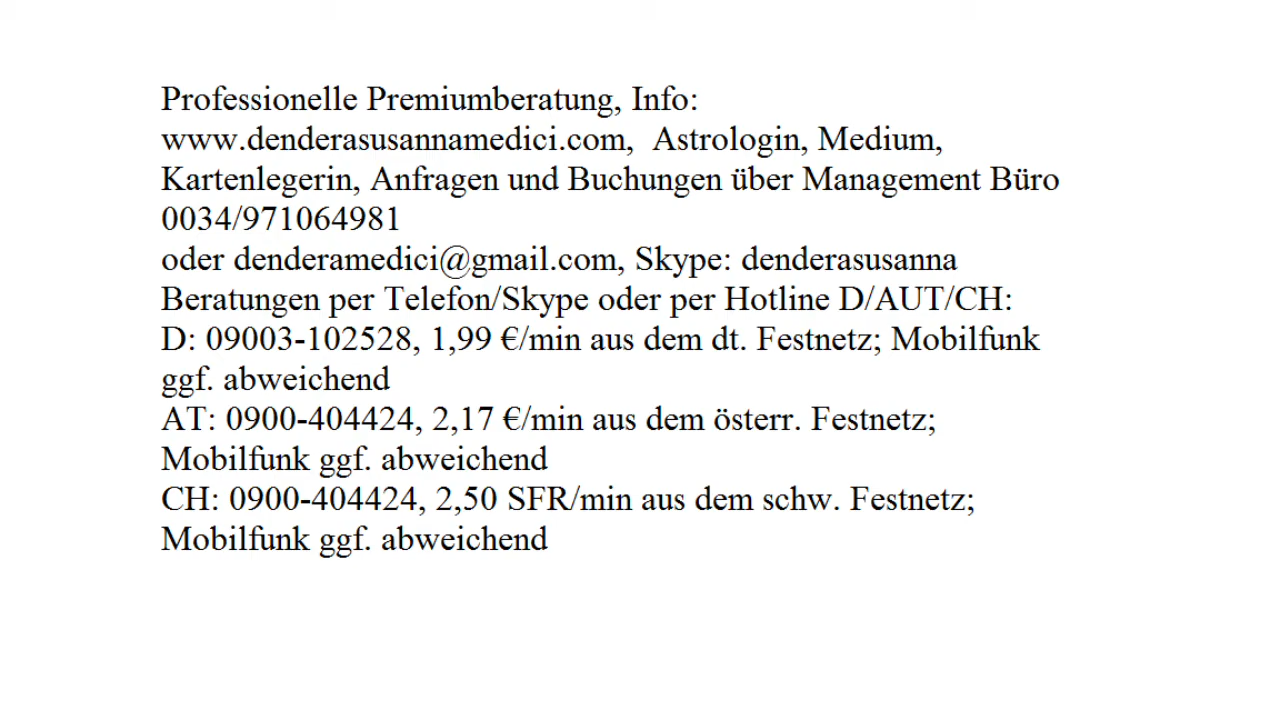 Professionelle Premiumberatung, Info:
www.denderasusannamedici.com,  Astrologin, Medium,
Kartenlegerin, Anfragen und Buchungen über Management Büro
0034/971064981
oder denderamedici@gmail.com, Skype: denderasusanna
Beratungen per Telefon/Skype oder per Hotline D/AUT/CH:
D: 09003-102528, 1,99 €/min aus dem dt. Festnetz; Mobilfunk
ggf. abweichend
AT: 0900-404424, 2,17 €/min aus dem österr. Festnetz;
Mobilfunk ggf. abweichend
CH: 0900-404424, 2,50 SFR/min aus dem schw. Festnetz;
Mobilfunk ggf. abweichend